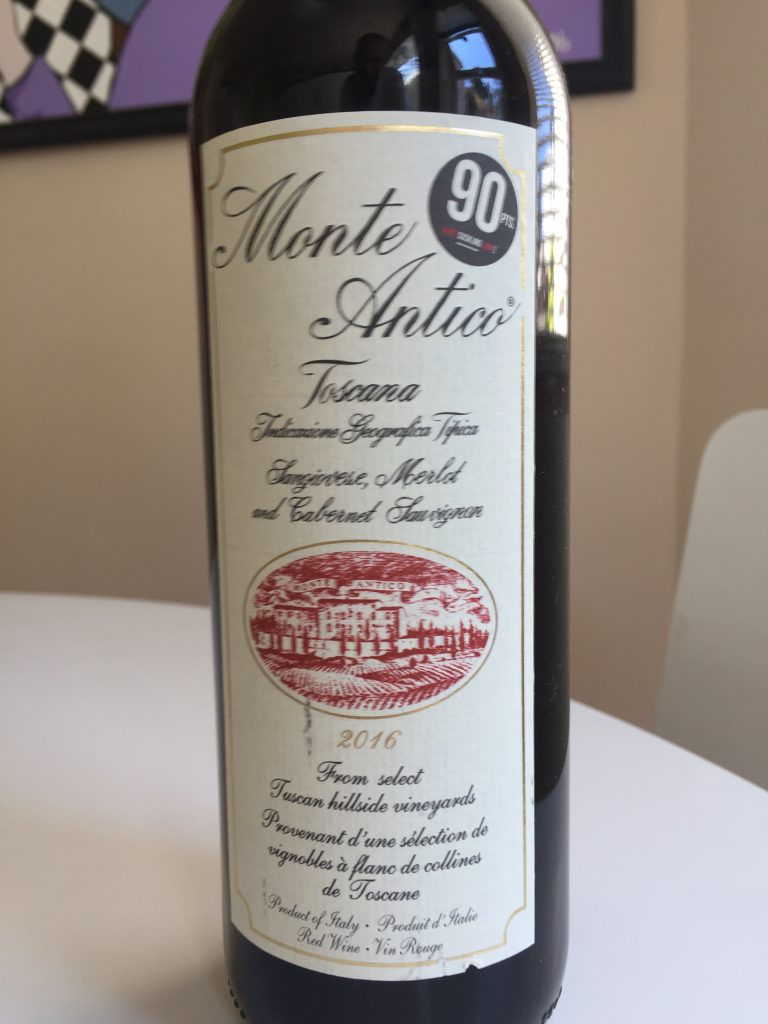 Monte
90
PTS.
Antico®
Toscana
Indicazione Geografica Tipica
Sangiovese, Merlot
and Cabernet Sauvignon
MONTE ANTICO
2016
From select
Tuscan hillside vineyards
Provenant d'une sélection de
vignobles à flanc de collines
de Toscane
Product of Italy · Produit d'Italie
Red Wine · Vin Rouge